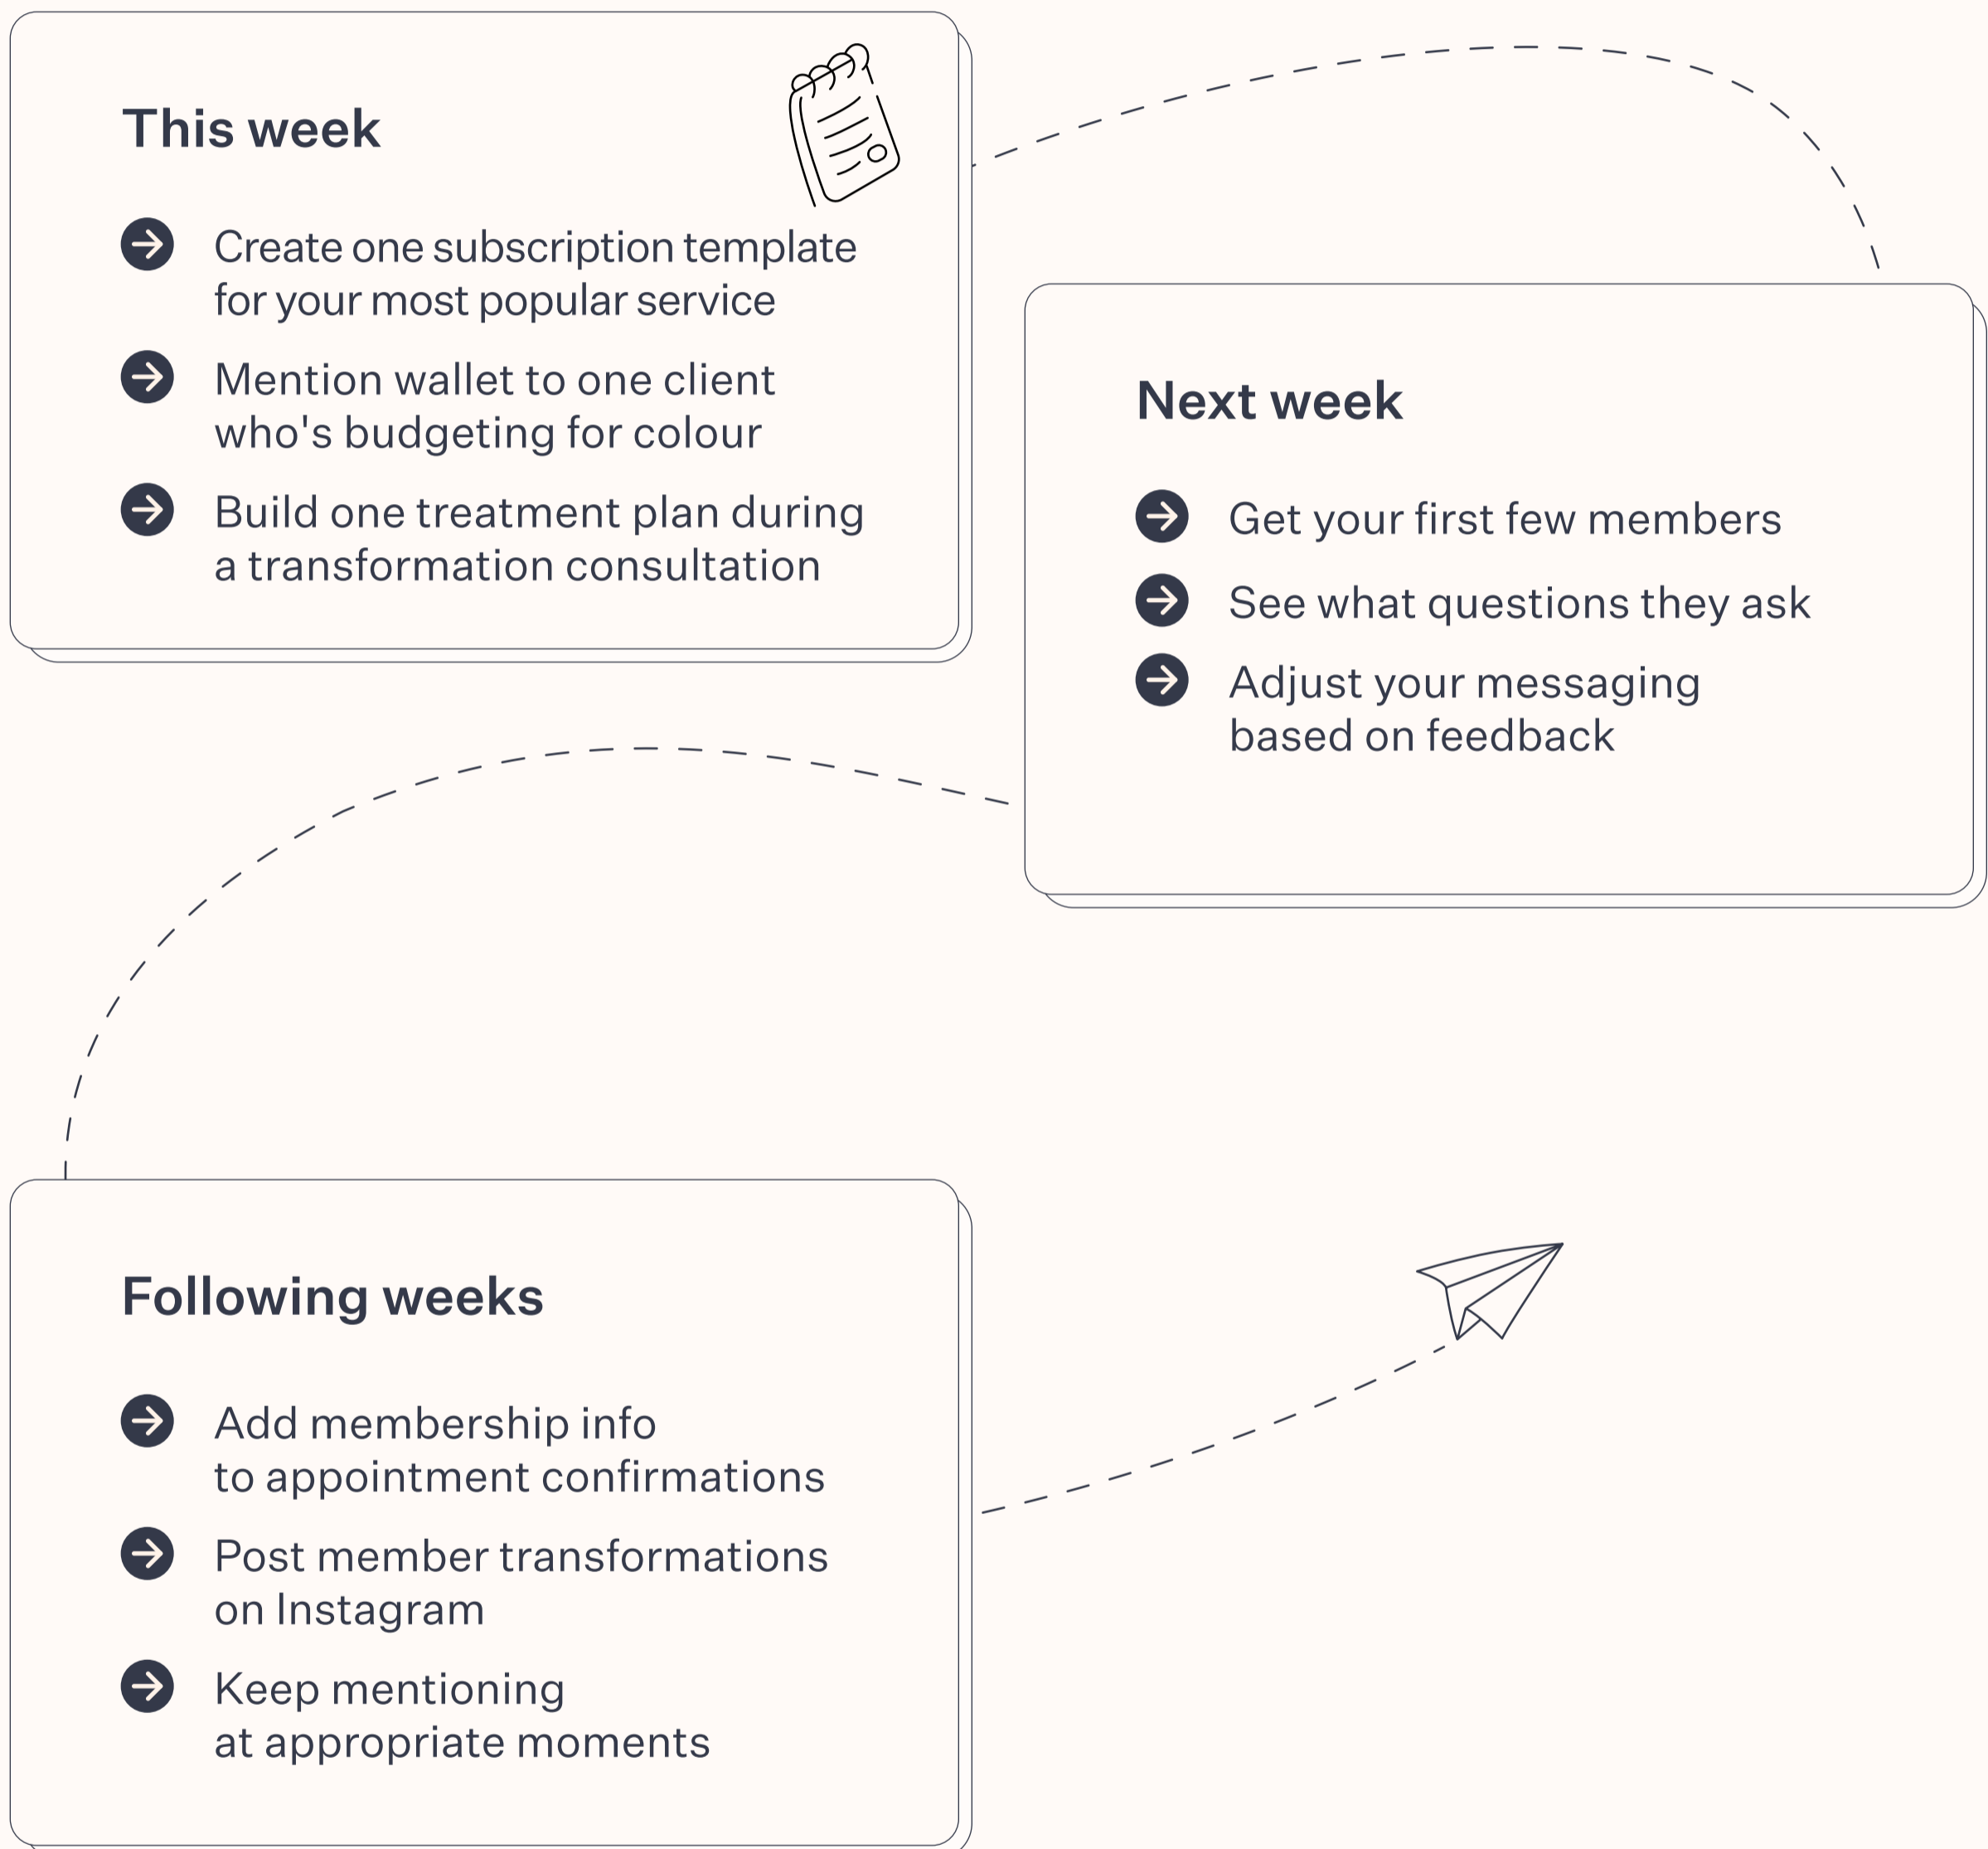 This week
Create one subscription template
for your most popular service
Mention wallet to one client
who's budgeting for colour
Build one treatment plan during
a transformation consultation
Next week
Get your first few members
See what questions they ask
Adjust your messaging
based on feedback
Following weeks
Add membership info
to appointment confirmations
Post member transformations
on Instagram
Keep mentioning
at appropriate moments